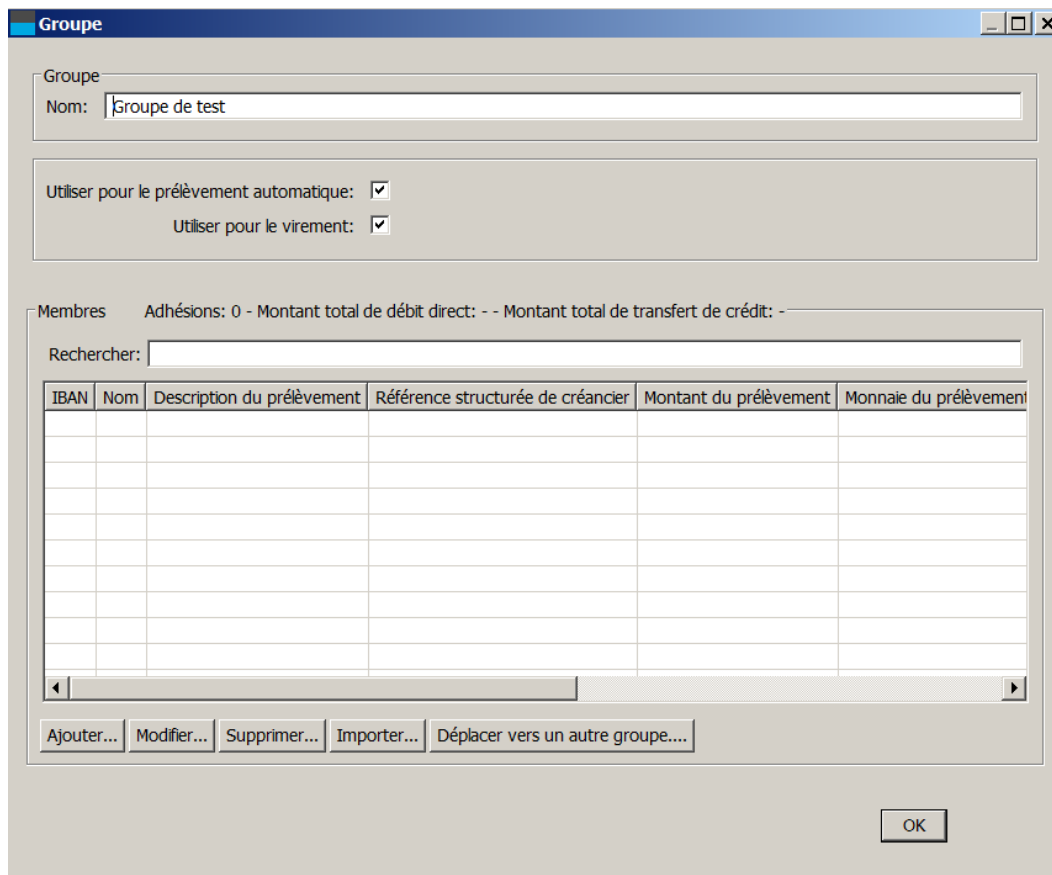 Groupe
Groupe
Nom: Groupe de test
Utiliser pour le prélèvement automatique:
Utiliser pour le virement:
Membres Adhésions: 0 - Montant total de débit direct: - - Montant total de transfert de crédit: -
Rechercher:
IBAN Nom Description du prélèvement Référence structurée de créancier Montant du prélèvement Monnaie du prélèvement
Ajouter... Modifier... Supprimer... Importer... Déplacer vers un autre groupe....
OK